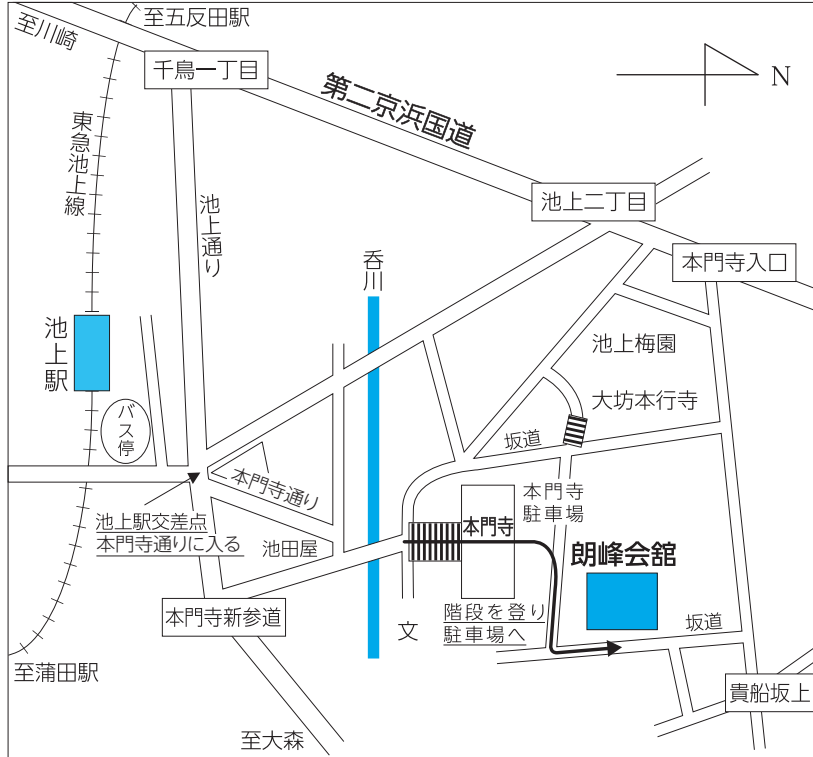 至五反田駅
至川崎
千鳥一丁目
第二京浜国道
N
東急池上線
池上通り
池上二丁目
本門寺入口
呑川
池上駅
バス停
池上梅園
大坊本行寺
坂道
本門寺通り
本門寺
駐車場
池上駅交差点
本門寺通りに入る
池田屋
本門寺
朗峰会舘
本門寺新参道
階段を登り
駐車場へ
文
坂道
至蒲田駅
貴船坂上
至大森